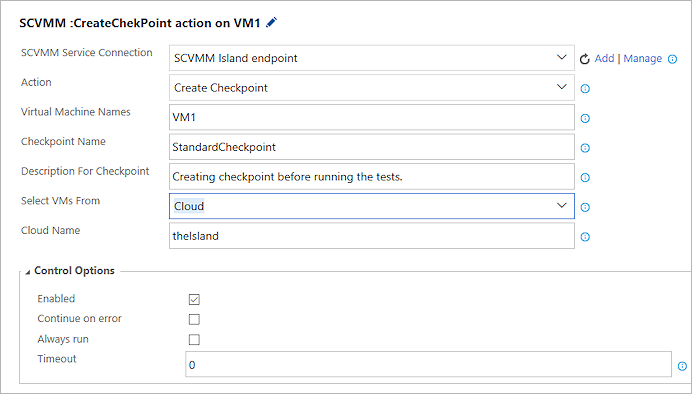 SCVMM :CreateChekPoint action on VM1
SCVMM Service Connection SCVMM Island endpoint Add | Manage
Action Create Checkpoint
Virtual Machine Names VM1
Checkpoint Name StandardCheckpoint
Description For Checkpoint Creating checkpoint before running the tests.
Select VMs From Cloud
Cloud Name theIsland
Control Options
Enabled
Continue on error
Always run
Timeout 0